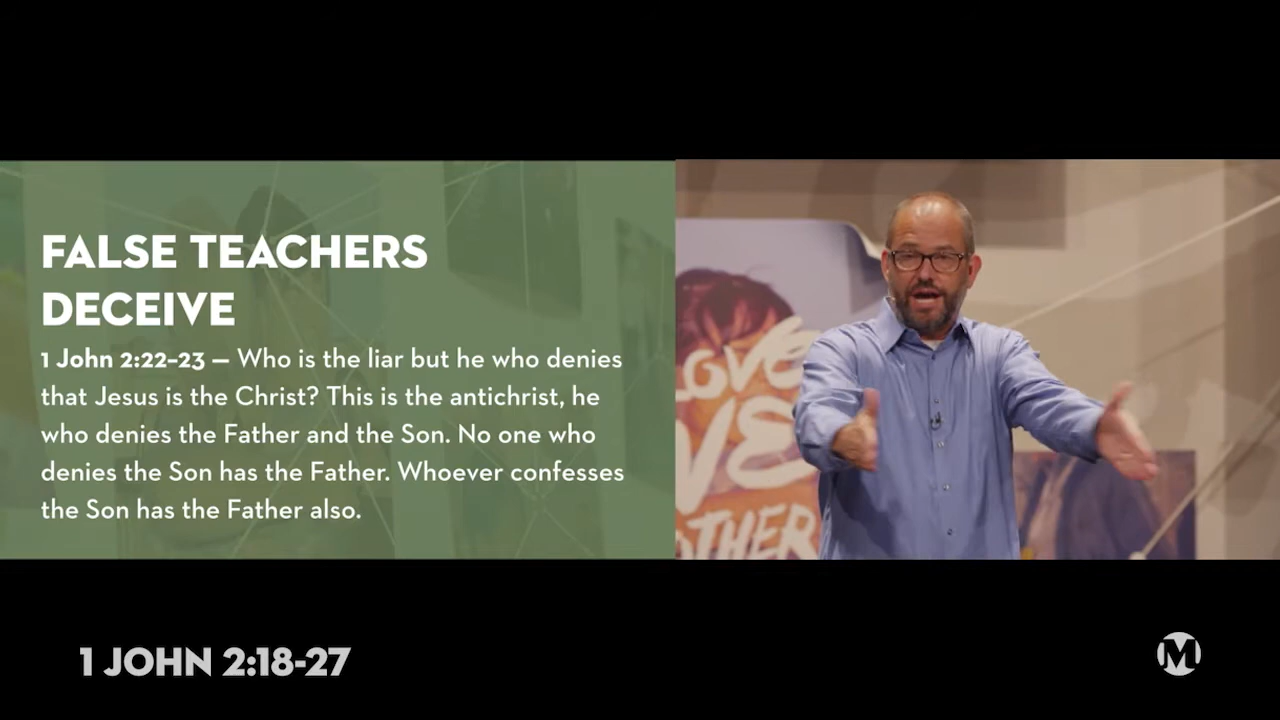 FALSE TEACHERS
DECEIVE
1 John 2:22–23 — Who is the liar but he who denies
that Jesus is the Christ? This is the antichrist, he
who denies the Father and the Son. No one who
denies the Son has the Father. Whoever confesses
the Son has the Father also.
LOVE
OTHER
1 JOHN 2:18-27
M